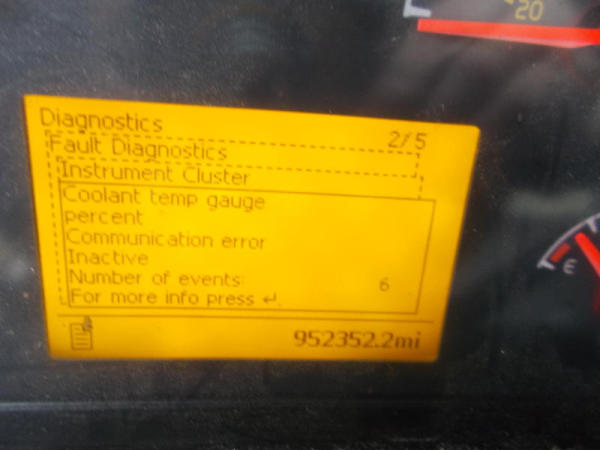 20
Diagnostics
2/5
Fault Diagnostics
Instrument Cluster
Coolant temp gauge
percent
Communication error
Inactive
Number of events: 6
For more info press ↵.
952352.2mi
E